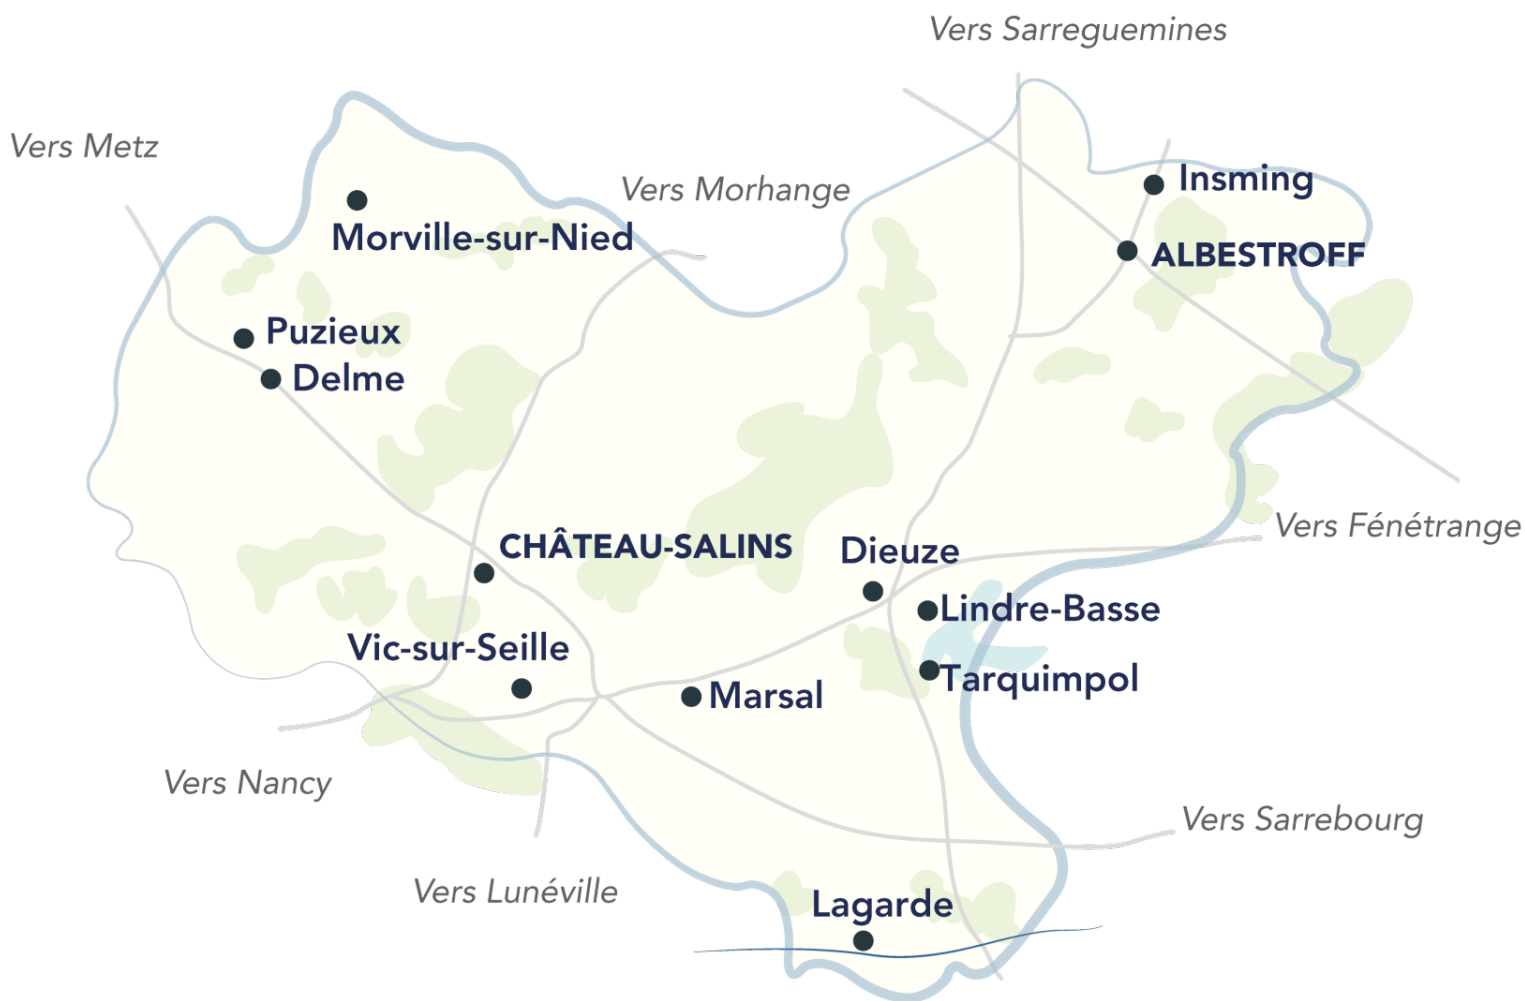 Vers Sarreguemines
Vers Metz
Vers Morhange
Insming
Morville-sur-Nied
ALBESTROFF
Puzieux
Delme
Vers Fénétrange
CHÂTEAU-SALINS
Dieuze
Lindre-Basse
Vic-sur-Seille
Tarquimpol
Marsal
Vers Nancy
Vers Sarrebourg
Vers Lunéville
Lagarde